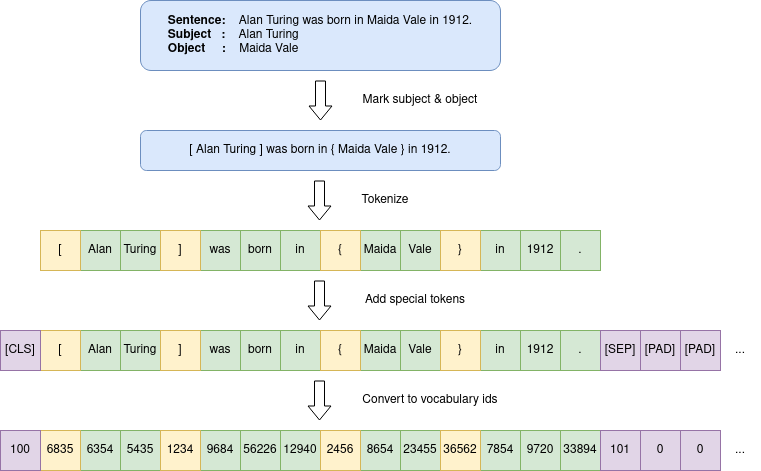 Sentence: Alan Turing was born in Maida Vale in 1912.
Subject : Alan Turing
Object : Maida Vale
Mark subject & object
[ Alan Turing ] was born in { Maida Vale } in 1912.
Tokenize
[ Alan Turing ] was born in { Maida Vale } in 1912 .
Add special tokens
[CLS] [ Alan Turing ] was born in { Maida Vale } in 1912 . [SEP] [PAD] [PAD] ...
Convert to vocabulary ids
100 6835 6354 5435 1234 9684 56226 12940 2456 8654 23455 36562 7854 9720 33894 101 0 0 ...